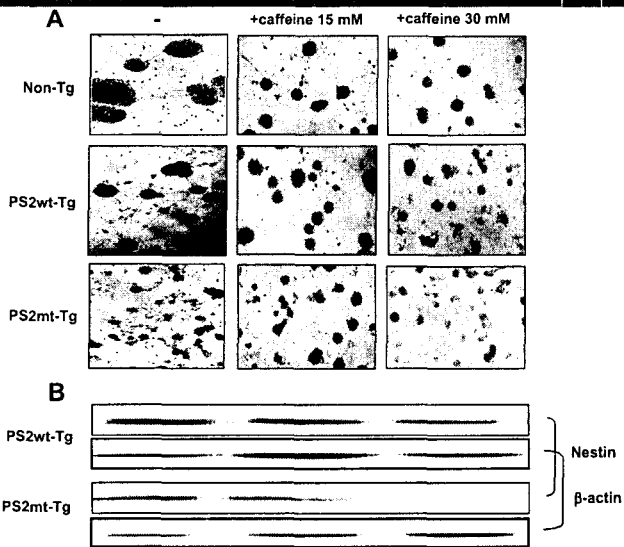 A
- +caffeine 15 mM +caffeine 30 mM
Non-Tg
PS2wt-Tg
PS2mt-Tg
B
PS2wt-Tg
Nestin
β-actin
PS2mt-Tg